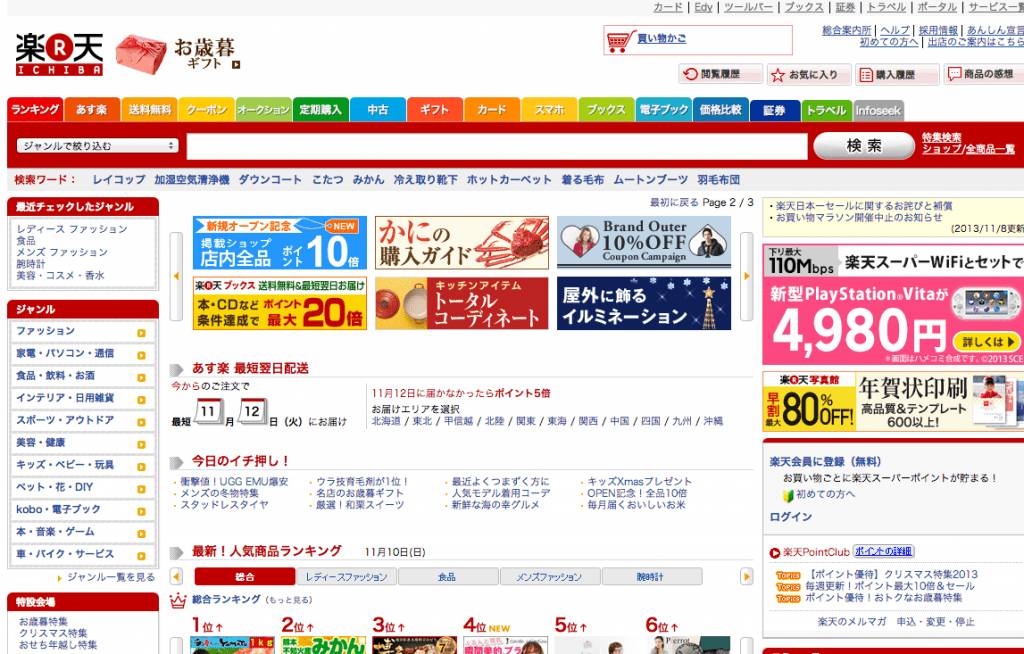 カード | Edy | ツールバー | ブックス | 証券 | トラベル | ポータル | サービス一覧
楽R天
ICHIBA
お歳暮
ギフト
買い物かご
総合案内所 | ヘルプ | 採用情報 | あんしん宣言
初めての方へ | 出店のご案内はこちら
閲覧履歴 お気に入り 購入履歴 商品の感想
ランキング あす楽 送料無料 クーポン オークション 定期購入 中古 ギフト カード スマホ ブックス 電子ブック 価格比較 証券 トラベル Infoseek
ジャンルで絞り込む
検索
特集検索
ショップ/全商品一覧
検索ワード： レイコップ 加湿空気清浄機 ダウンコート こたつ みかん 冷え取り靴下 ホットカーペット 着る毛布 ムートンブーツ 羽毛布団
最近チェックしたジャンル
レディース ファッション
食品
メンズ ファッション
腕時計
美容・コスメ・香水
ジャンル
ファッション
家電・パソコン・通信
食品・飲料・お酒
インテリア・日用雑貨
スポーツ・アウトドア
美容・健康
キッズ・ベビー・玩具
ペット・花・DIY
kobo・電子ブック
本・音楽・ゲーム
車・バイク・サービス
ジャンル一覧を見る
特設会場
お歳暮特集
クリスマス特集
おせち年越し特集
最初に戻る Page 2 / 3
新規オープン記念 NEW
掲載ショップ
店内全品 ポイント10倍
かにの
購入ガイド
Brand Outer
10%OFF
Coupon Campaign
楽天ブックス 送料無料&最短翌日お届け
本・CDなど ポイント
条件達成で 最大20倍
キッチンアイテム
トータル
コーディネート
屋外に飾る
イルミネーション
あす楽 最短翌日配送
今からのご注文で
最短 11月12日（火）にお届け
11月12日に届かなかったらポイント5倍
お届けエリアを選択
北海道 / 東北 / 甲信越 / 北陸 / 関東 / 東海 / 関西 / 中国 / 四国 / 九州 / 沖縄
今日のイチ押し！
衝撃値！UGG EMU爆安 ウラ技育毛剤が1位！ 最近よくつまずく方に キッズXmasプレゼント
メンズの冬物特集 名店のお歳暮ギフト 人気モデル着用コーデ OPEN記念！全品10倍
スタッドレスタイヤ 厳選！和栗スイーツ 新鮮な海の幸グルメ 毎月届くおいしいお米
最新！人気商品ランキング 11月10日(日)
総合 レディースファッション 食品 メンズファッション 腕時計
総合ランキング （もっと見る）
1位↑ 2位↑ 3位↑ 4位NEW 5位↑ 6位↑
1kg
熊本
みかん
Pierrot
・楽天日本一セールに関するお詫びと補償
・お買い物マラソン開催中止のお知らせ
(2013/11/8更新
下り最大
110Mbps 楽天スーパーWiFiとセットで
新型PlayStation®Vitaが
4,980円
詳しくは
＊画面はハメコミ合成です。©2013 SCE
楽天写真館
早割 最大80%OFF!
年賀状印刷
高品質&テンプレート
600以上!
楽天会員に登録（無料）
お買い物ごとに楽天スーパーポイントが貯まる！
初めての方へ
ログイン
楽天PointClub ポイントの詳細
TOPICS 【ポイント優待】クリスマス特集2013
TOPICS 毎週更新！ポイント最大10倍＆セール
TOPICS ポイント優待！おトクなお歳暮特集
楽天のメルマガ 申込・変更・停止